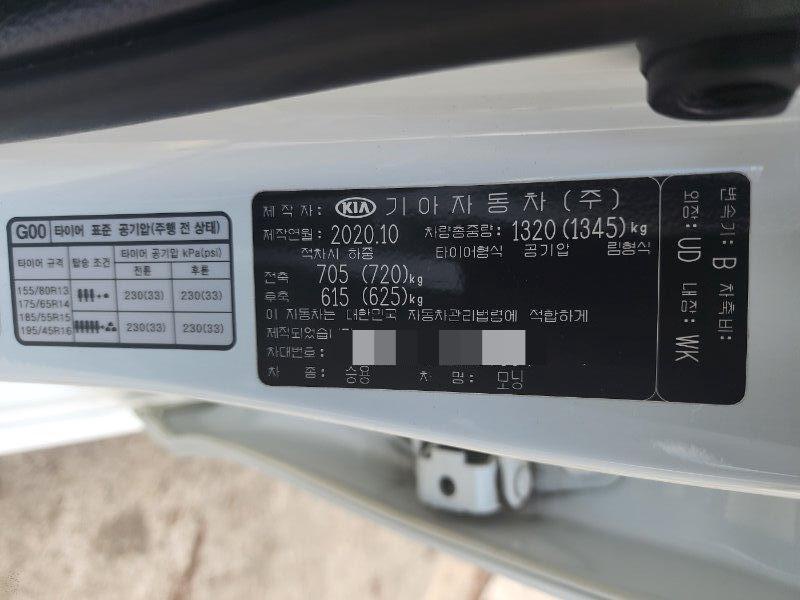 G00 타이어 표준 공기압(주행 전 상태)
타이어 규격 탑승 조건 타이어 공기압 kPa(psi)
전륜 후륜
155/80R13
175/65R14
185/55R15
195/45R16
230(33) 230(33)
230(33) 230(33)
제 작 자: KIA 기아자동차(주)
제작연월: 2020.10 차량총중량: 1320 (1345)kg
적차시 하중 타이어형식 공기압 림형식
전축 705 (720)kg
후축 615 (625)kg
이 자동차는 대한민국 자동차관리법령에 적합하게
제작되었습
차대번호:
차 종: 승용 차 명: 모닝
변속기: B 차축비:
외장: UD 내장: WK